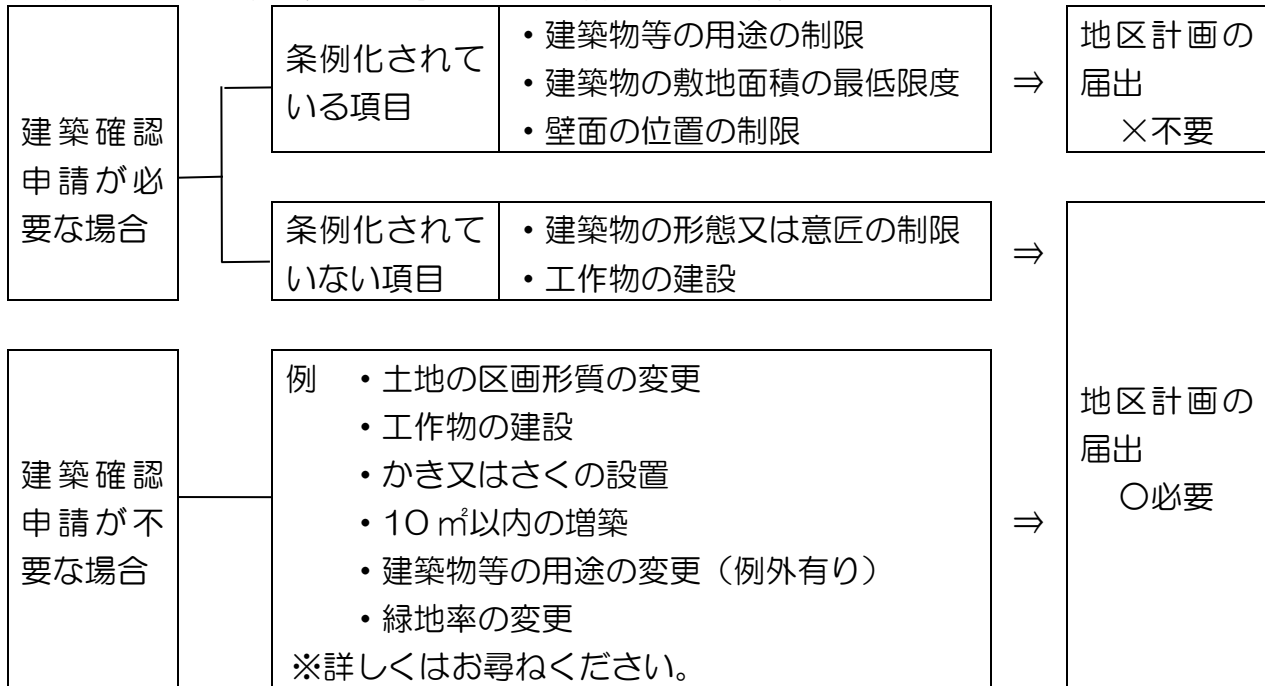 建築確認
申請が必
要な場合
条例化されて
いる項目
・建築物等の用途の制限
・建築物の敷地面積の最低限度
・壁面の位置の制限
⇒
地区計画の
届出
×不要
条例化されて
いない項目
・建築物の形態又は意匠の制限
・工作物の建設
⇒
建築確認
申請が不
要な場合
例 ・土地の区画形質の変更
・工作物の建設
・かき又はさくの設置
・10㎡以内の増築
・建築物等の用途の変更（例外有り）
・緑地率の変更
※詳しくはお尋ねください。
⇒
地区計画の
届出
〇必要